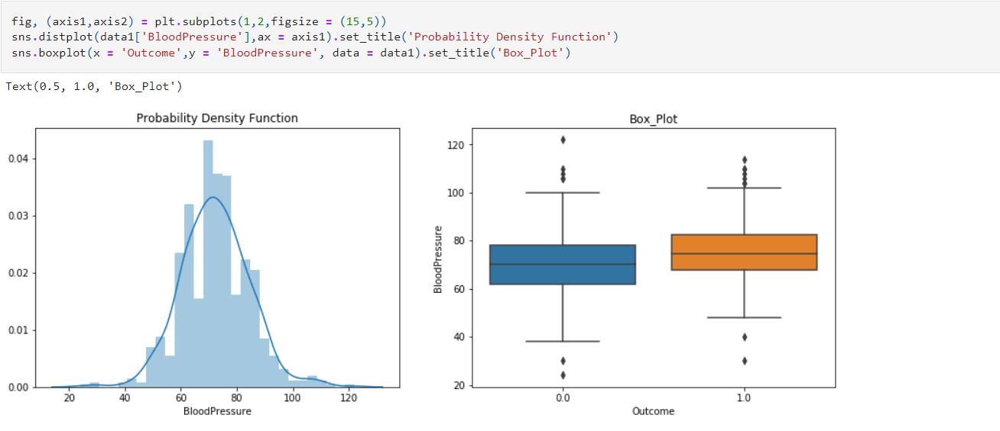 fig, (axis1,axis2) = plt.subplots(1,2,figsize = (15,5))
sns.distplot(data1['BloodPressure'],ax = axis1).set_title('Probability Density Function')
sns.boxplot(x = 'Outcome',y = 'BloodPressure', data = data1).set_title('Box_Plot')
Text(0.5, 1.0, 'Box_Plot')
Probability Density Function
0.04
0.03
0.02
0.01
0.00
20 40 60 80 100 120
BloodPressure
Box_Plot
120
100
80
60
40
20
BloodPressure
0.0 1.0
Outcome